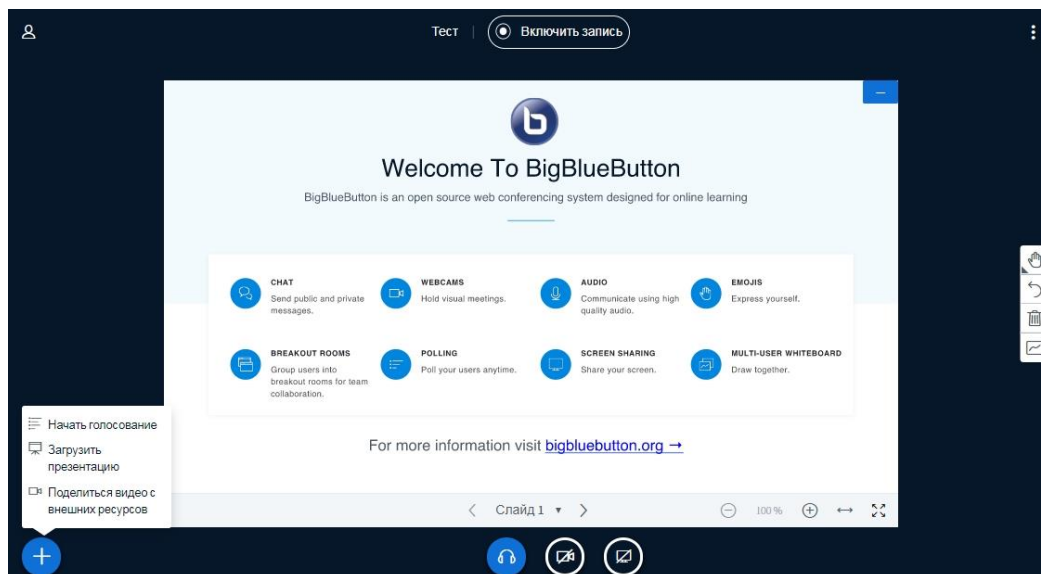 Тест | Включить запись
Welcome To BigBlueButton
BigBlueButton is an open source web conferencing system designed for online learning
CHAT
Send public and private
messages.
WEBCAMS
Hold visual meetings.
AUDIO
Communicate using high
quality audio.
EMOJIS
Express yourself.
BREAKOUT ROOMS
Group users into
breakout rooms for team
collaboration.
POLLING
Poll your users anytime.
SCREEN SHARING
Share your screen.
MULTI-USER WHITEBOARD
Draw together.
For more information visit bigbluebutton.org →
Начать голосование
Загрузить
презентацию
Поделиться видео с
внешних ресурсов
Слайд 1
100 %